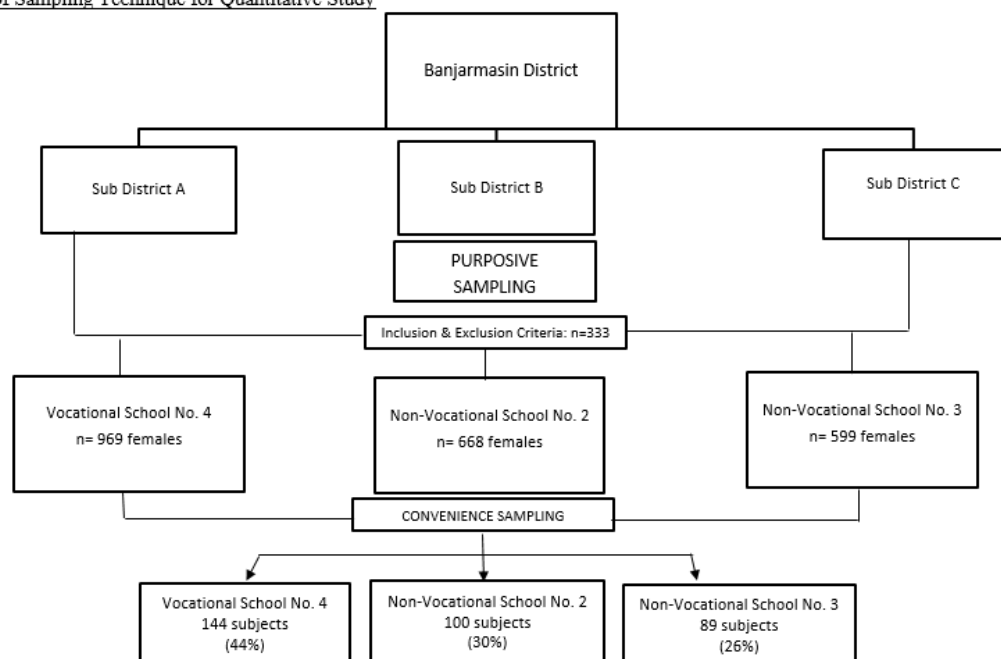 of Sampling Technique for Quantitative Study
Banjarmasin District
Sub District A
Sub District B
Sub District C
PURPOSIVE
SAMPLING
Inclusion & Exclusion Criteria: n=333
Vocational School No. 4
n= 969 females
Non-Vocational School No. 2
n= 668 females
Non-Vocational School No. 3
n= 599 females
CONVENIENCE SAMPLING
Vocational School No. 4
144 subjects
(44%)
Non-Vocational School No. 2
100 subjects
(30%)
Non-Vocational School No. 3
89 subjects
(26%)